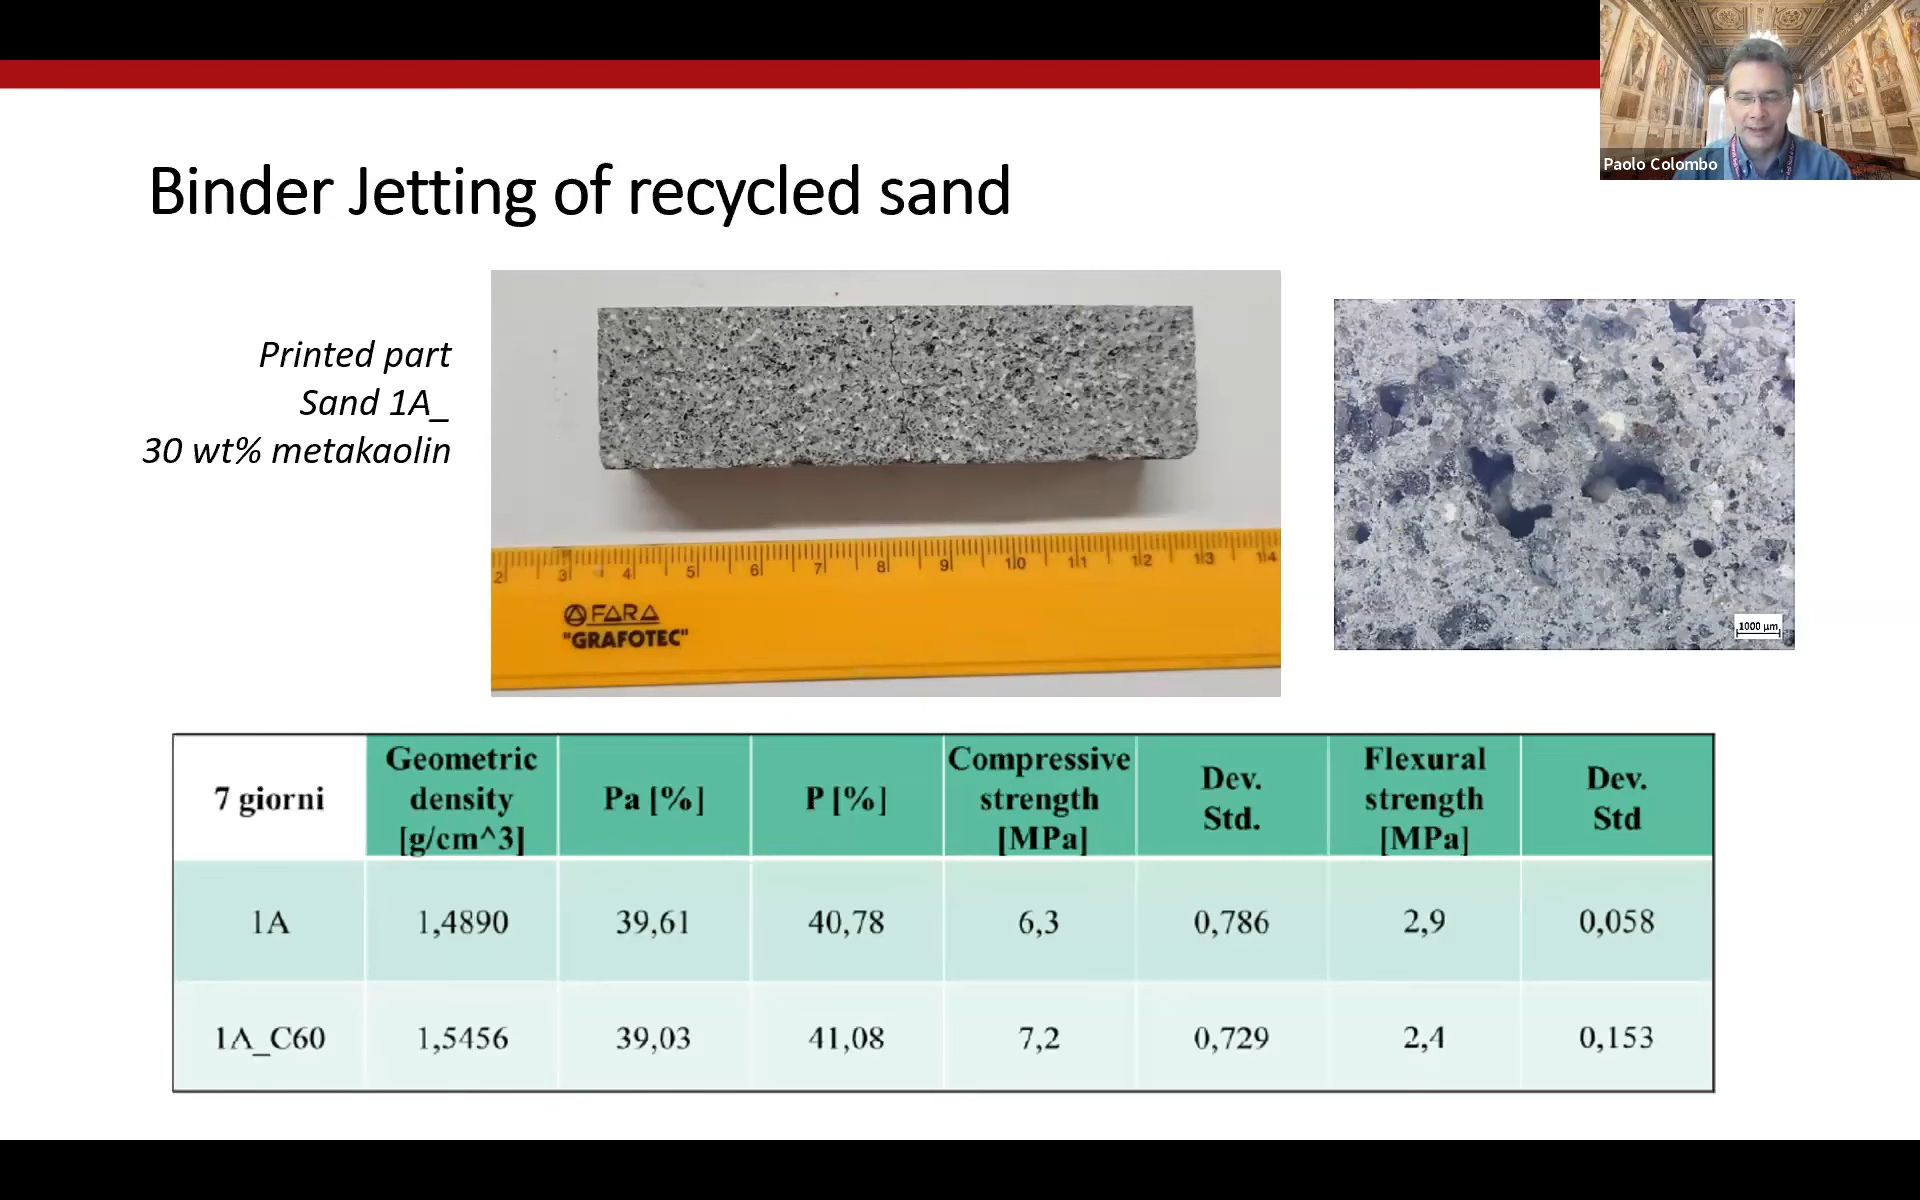 Paolo Colombo
Binder Jetting of recycled sand
Printed part
Sand 1A_
30 wt% metakaolin
2 3 4 5 6 7 8 9 10 11 12 13 14
FARA
"GRAFOTEC"
1000 µm
7 giorni
Geometric
density
[g/cm^3]
Pa [%]
P [%]
Compressive
strength
[MPa]
Dev.
Std.
Flexural
strength
[MPa]
Dev.
Std
1A 1,4890 39,61 40,78 6,3 0,786 2,9 0,058
1A_C60 1,5456 39,03 41,08 7,2 0,729 2,4 0,153